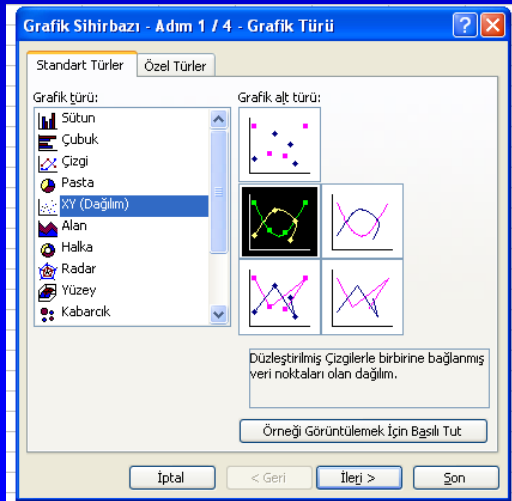 Grafik Sihirbazı - Adım 1 / 4 - Grafik Türü
Standart Türler
Özel Türler
Grafik türü:
Sütun
Çubuk
Çizgi
Pasta
XY (Dağılım)
Alan
Halka
Radar
Yüzey
Kabarcık
Grafik alt türü:
Düzleştirilmiş Çizgilerle birbirine bağlanmış
veri noktaları olan dağılım.
Örneği Görüntülemek İçin Basılı Tut
İptal
< Geri
İleri >
Son